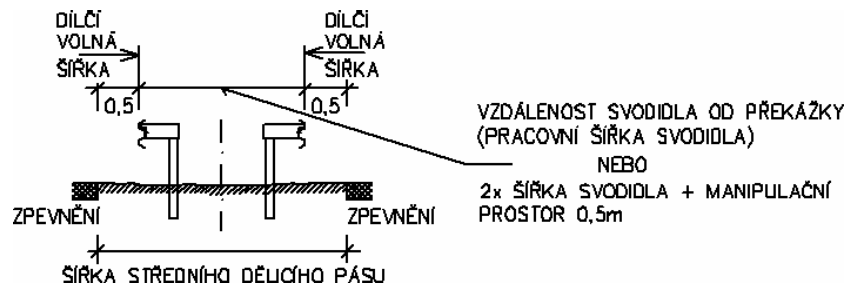 DÍLČÍ
VOLNÁ
ŠÍŘKA
DÍLČÍ
VOLNÁ
ŠÍŘKA
0,5
0,5
VZDÁLENOST SVODIDLA OD PŘEKÁŽKY
(PRACOVNÍ ŠÍŘKA SVODIDLA)
NEBO
2x ŠÍŘKA SVODIDLA + MANIPULAČNÍ
PROSTOR 0,5m
ZPEVNĚNÍ
ZPEVNĚNÍ
ŠÍŘKA STŘEDNÍHO DĚLICÍHO PÁSU